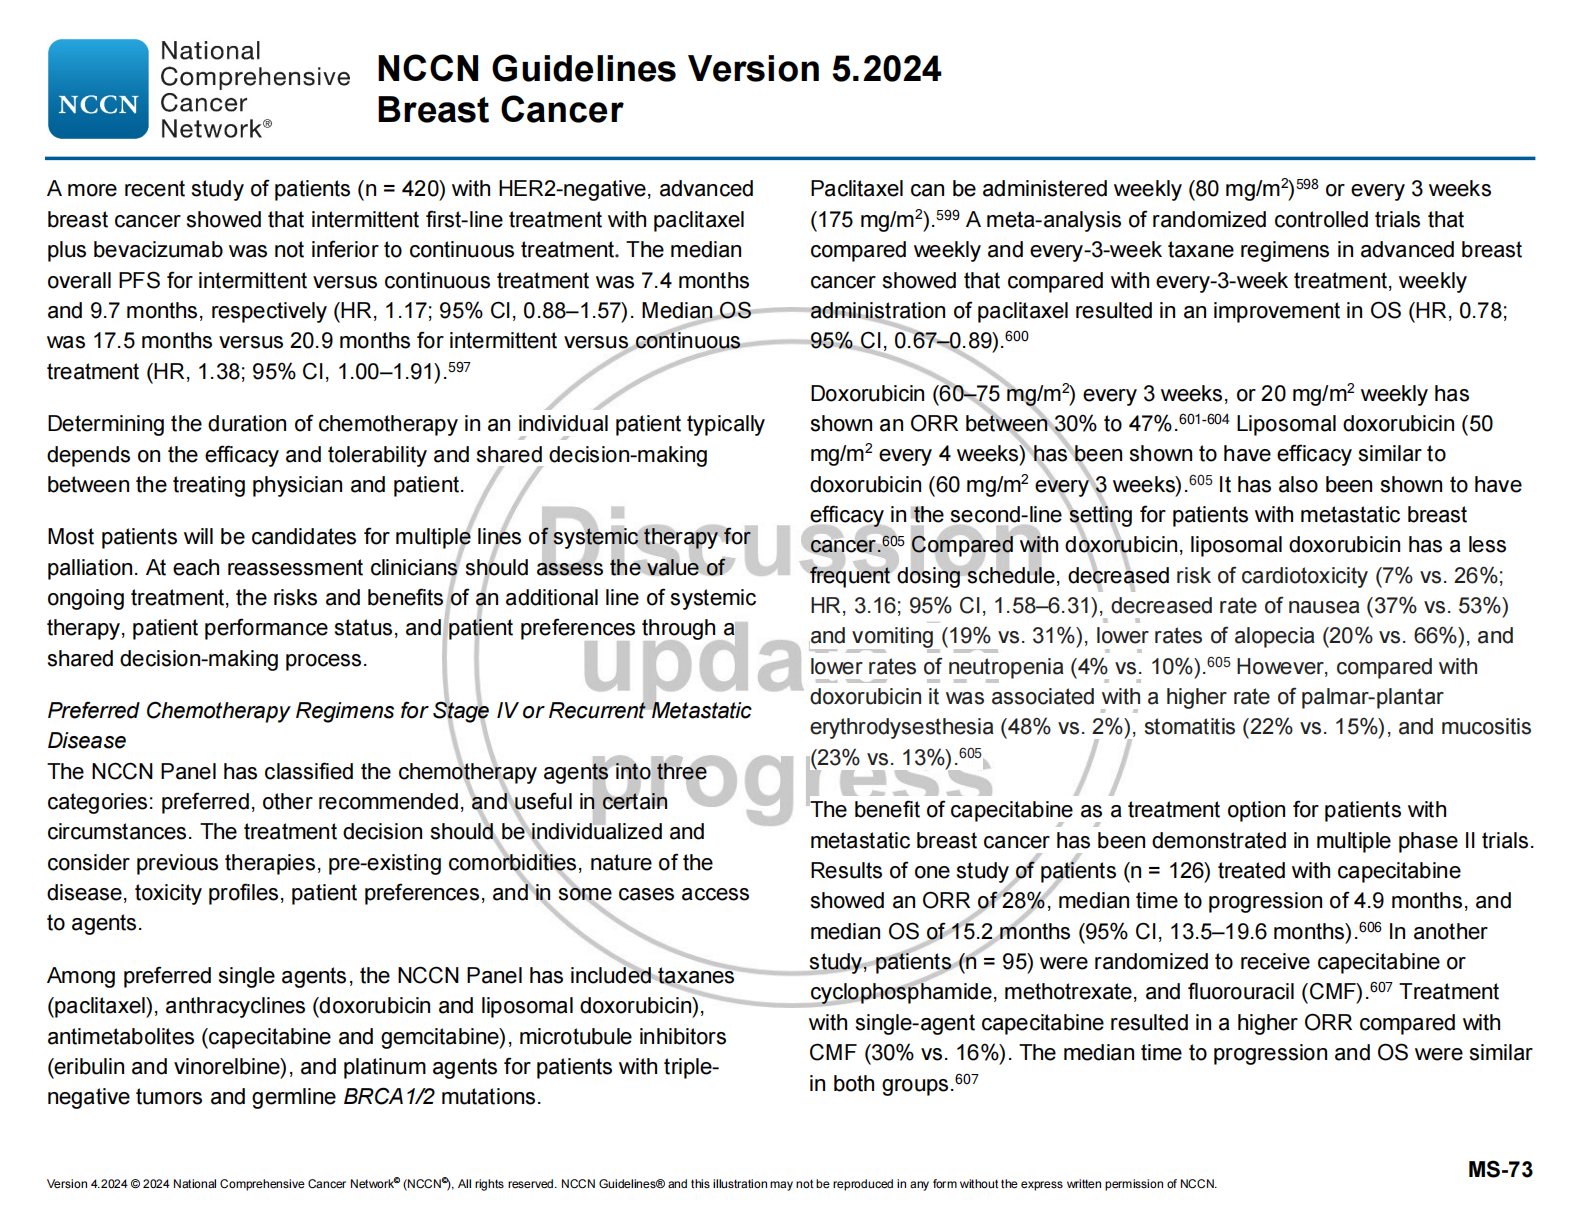 NCCN
National
Comprehensive
Cancer
Network®
NCCN Guidelines Version 5.2024
Breast Cancer
A more recent study of patients (n = 420) with HER2-negative, advanced
breast cancer showed that intermittent first-line treatment with paclitaxel
plus bevacizumab was not inferior to continuous treatment. The median
overall PFS for intermittent versus continuous treatment was 7.4 months
and 9.7 months, respectively (HR, 1.17; 95% CI, 0.88–1.57). Median OS
was 17.5 months versus 20.9 months for intermittent versus continuous
treatment (HR, 1.38; 95% CI, 1.00–1.91).597
Determining the duration of chemotherapy in an individual patient typically
depends on the efficacy and tolerability and shared decision-making
between the treating physician and patient.
Most patients will be candidates for multiple lines of systemic therapy for
palliation. At each reassessment clinicians should assess the value of
ongoing treatment, the risks and benefits of an additional line of systemic
therapy, patient performance status, and patient preferences through a
shared decision-making process.
Preferred Chemotherapy Regimens for Stage IV or Recurrent Metastatic
Disease
The NCCN Panel has classified the chemotherapy agents into three
categories: preferred, other recommended, and useful in certain
circumstances. The treatment decision should be individualized and
consider previous therapies, pre-existing comorbidities, nature of the
disease, toxicity profiles, patient preferences, and in some cases access
to agents.
Among preferred single agents, the NCCN Panel has included taxanes
(paclitaxel), anthracyclines (doxorubicin and liposomal doxorubicin),
antimetabolites (capecitabine and gemcitabine), microtubule inhibitors
(eribulin and vinorelbine), and platinum agents for patients with triple-
negative tumors and germline BRCA1/2 mutations.
Paclitaxel can be administered weekly (80 mg/m2)598 or every 3 weeks
(175 mg/m2).599 A meta-analysis of randomized controlled trials that
compared weekly and every-3-week taxane regimens in advanced breast
cancer showed that compared with every-3-week treatment, weekly
administration of paclitaxel resulted in an improvement in OS (HR, 0.78;
95% CI, 0.67–0.89).600
Doxorubicin (60–75 mg/m2) every 3 weeks, or 20 mg/m2 weekly has
shown an ORR between 30% to 47%.601-604 Liposomal doxorubicin (50
mg/m2 every 4 weeks) has been shown to have efficacy similar to
doxorubicin (60 mg/m2 every 3 weeks).605 It has also been shown to have
efficacy in the second-line setting for patients with metastatic breast
cancer.605 Compared with doxorubicin, liposomal doxorubicin has a less
frequent dosing schedule, decreased risk of cardiotoxicity (7% vs. 26%;
HR, 3.16; 95% CI, 1.58–6.31), decreased rate of nausea (37% vs. 53%)
and vomiting (19% vs. 31%), lower rates of alopecia (20% vs. 66%), and
lower rates of neutropenia (4% vs. 10%).605 However, compared with
doxorubicin it was associated with a higher rate of palmar-plantar
erythrodysesthesia (48% vs. 2%), stomatitis (22% vs. 15%), and mucositis
(23% vs. 13%).605
The benefit of capecitabine as a treatment option for patients with
metastatic breast cancer has been demonstrated in multiple phase II trials.
Results of one study of patients (n = 126) treated with capecitabine
showed an ORR of 28%, median time to progression of 4.9 months, and
median OS of 15.2 months (95% CI, 13.5–19.6 months).606 In another
study, patients (n = 95) were randomized to receive capecitabine or
cyclophosphamide, methotrexate, and fluorouracil (CMF).607 Treatment
with single-agent capecitabine resulted in a higher ORR compared with
CMF (30% vs. 16%). The median time to progression and OS were similar
in both groups.607
Discussion
update in
progress
MS-73
Version 4.2024 © 2024 National Comprehensive Cancer Network© (NCCN©), All rights reserved. NCCN Guidelines® and this illustration may not be reproduced in any form without the express written permission of NCCN.